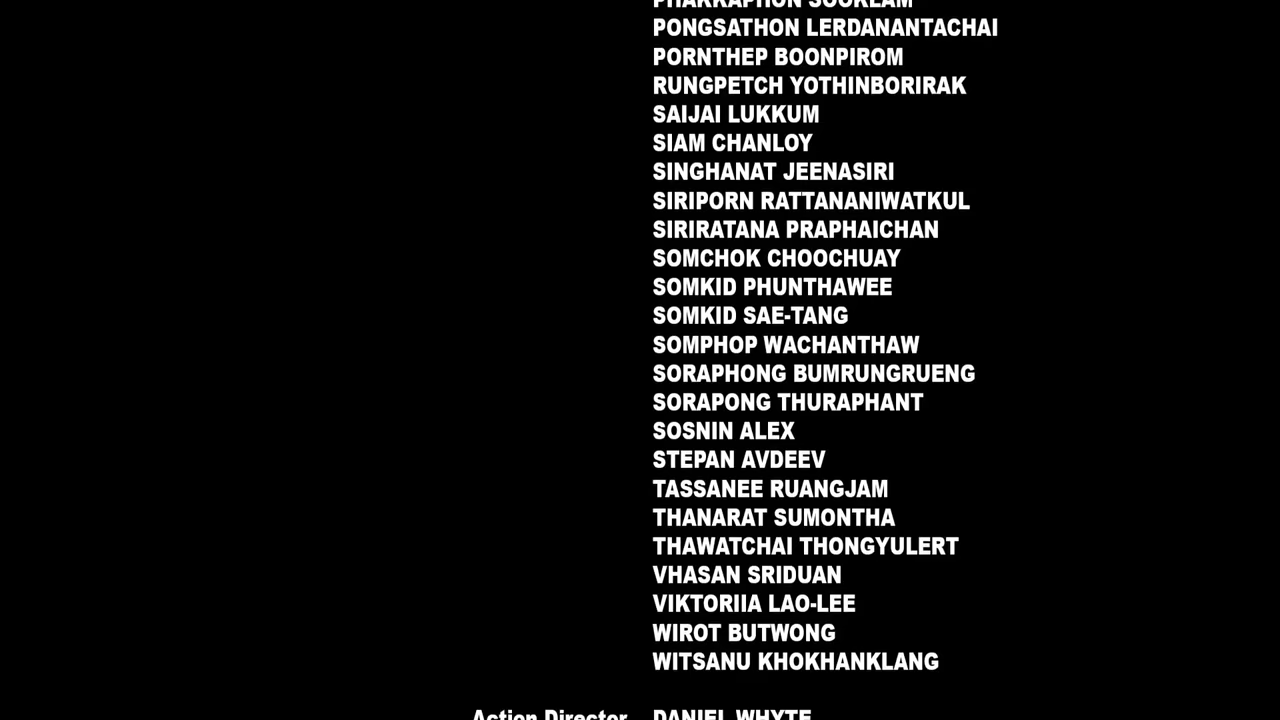 PHAKKAPHON SOOKLAM
PONGSATHON LERDANANTACHAI
PORNTHEP BOONPIROM
RUNGPETCH YOTHINBORIRAK
SAIJAI LUKKUM
SIAM CHANLOY
SINGHANAT JEENASIRI
SIRIPORN RATTANANIWATKUL
SIRIRATANA PRAPHAICHAN
SOMCHOK CHOOCHUAY
SOMKID PHUNTHAWEE
SOMKID SAE-TANG
SOMPHOP WACHANTHAW
SORAPHONG BUMRUNGRUENG
SORAPONG THURAPHANT
SOSNIN ALEX
STEPAN AVDEEV
TASSANEE RUANGJAM
THANARAT SUMONTHA
THAWATCHAI THONGYULERT
VHASAN SRIDUAN
VIKTORIIA LAO-LEE
WIROT BUTWONG
WITSANU KHOKHANKLANG
Action Director DANIEL WHYTE